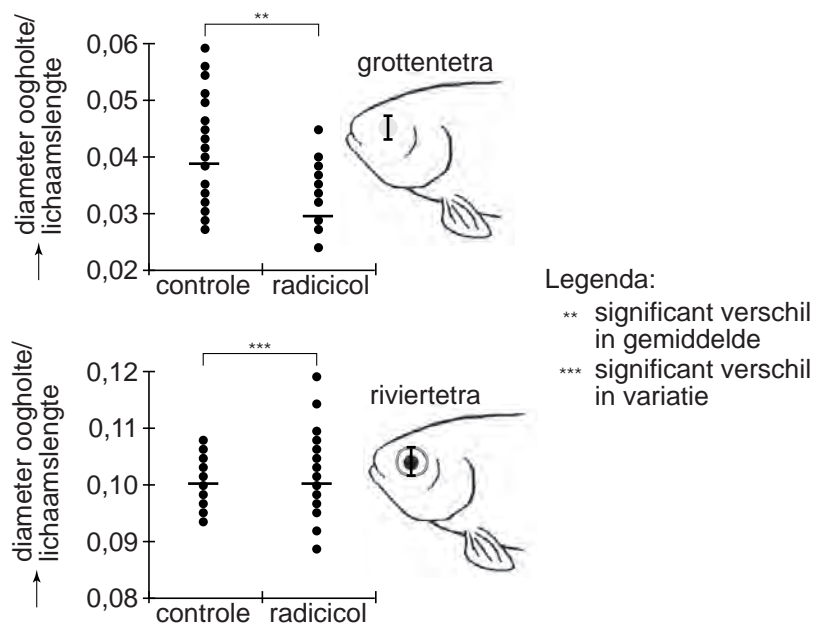 diameter oogholte/
lichaamslengte
0,06
0,05
0,04
0,03
0,02
**
controle
radicicol
grottentetra
diameter oogholte/
lichaamslengte
0,12
0,11
0,10
0,09
0,08
***
controle
radicicol
riviertetra
Legenda:
** significant verschil
in gemiddelde
*** significant verschil
in variatie